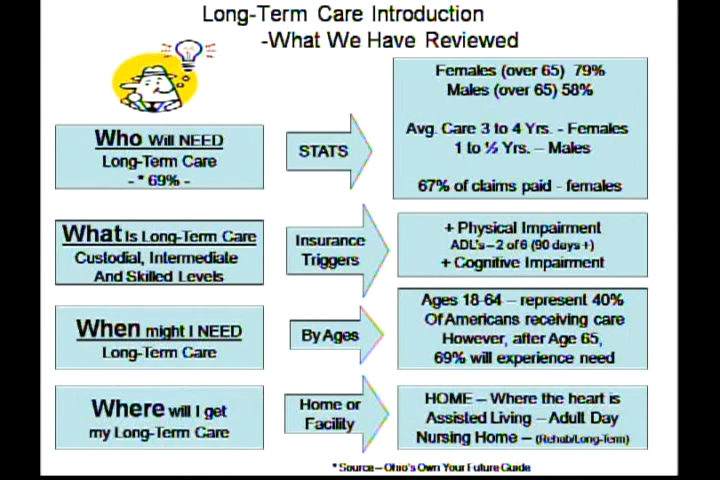 Long-Term Care Introduction
-What We Have Reviewed
Who Will NEED
Long-Term Care
- * 69% -
STATS
Females (over 65) 79%
Males (over 65) 58%
Avg. Care 3 to 4 Yrs. - Females
1 to ½ Yrs. – Males
67% of claims paid - females
What Is Long-Term Care
Custodial, Intermediate
And Skilled Levels
Insurance
Triggers
+ Physical Impairment
ADL's – 2 of 6 (90 days +)
+ Cognitive Impairment
When might I NEED
Long-Term Care
By Ages
Ages 18-64 – represent 40%
Of Americans receiving care
However, after Age 65,
69% will experience need
Where will I get
my Long-Term Care
Home or
Facility
HOME – Where the heart is
Assisted Living – Adult Day
Nursing Home – (Rehab/Long-Term)
* Source – Ohio's Own Your Future Guide